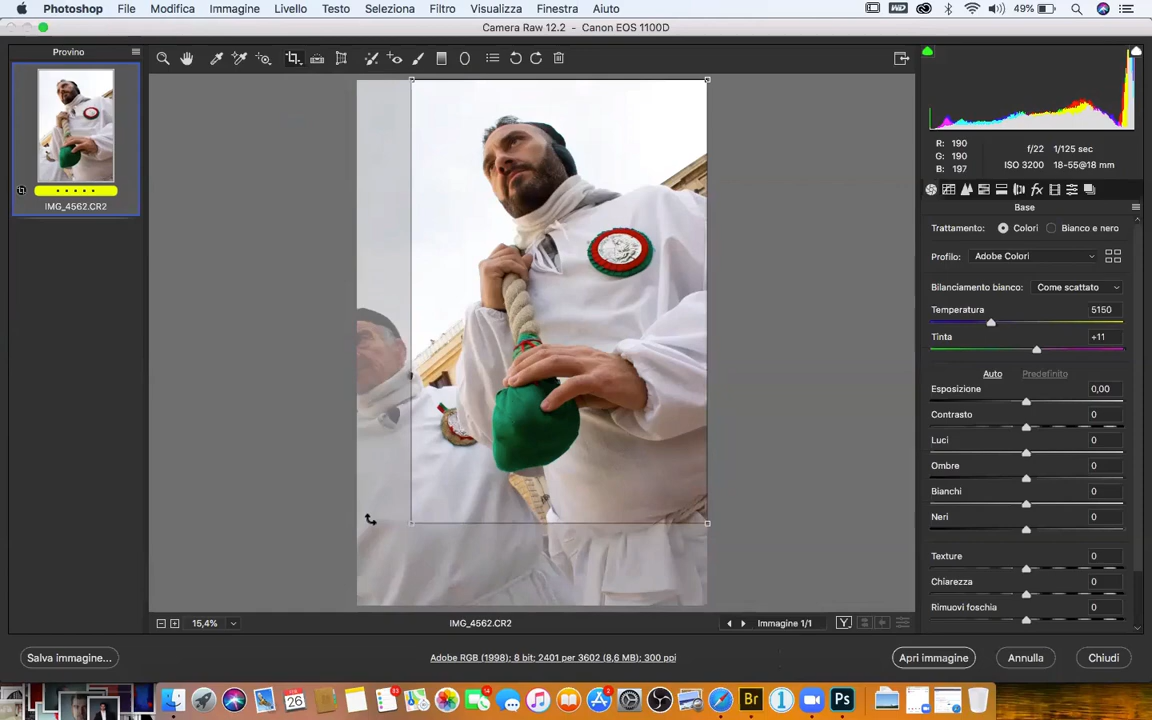 Photoshop File Modifica Immagine Livello Testo Seleziona Filtro Visualizza Finestra Aiuto 49%
Camera Raw 12.2 - Canon EOS 1100D
Provino
IMG_4562.CR2
R: 190
G: 190
B: 197
f/22 1/125 sec
ISO 3200 18-55@18 mm
Base
Trattamento: Colori Bianco e nero
Profilo: Adobe Colori
Bilanciamento bianco: Come scattato
Temperatura 5150
Tinta +11
Auto Predefinito
Esposizione 0,00
Contrasto 0
Luci 0
Ombre 0
Bianchi 0
Neri 0
Texture 0
Chiarezza 0
Rimuovi foschia 0
15,4% IMG_4562.CR2 Immagine 1/1 Y
Salva immagine... Adobe RGB (1998); 8 bit; 2401 per 3602 (8,6 MP); 300 ppi Apri immagine Annulla Chiudi
FEB
26
Br
Ps